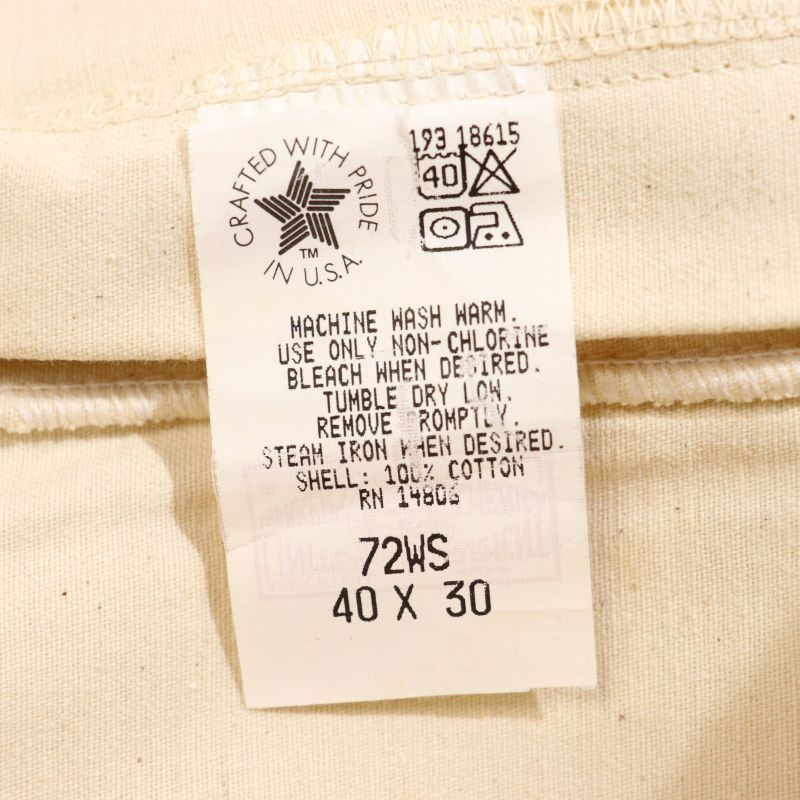 CRAFTED WITH PRIDE
TM
IN U.S.A.
193 18615
40
MACHINE WASH WARM.
USE ONLY NON-CHLORINE
BLEACH WHEN DESIRED.
TUMBLE DRY LOW.
REMOVE PROMPTLY.
STEAM IRON WHEN DESIRED.
SHELL: 100% COTTON
RN 14806
72WS
40 X 30